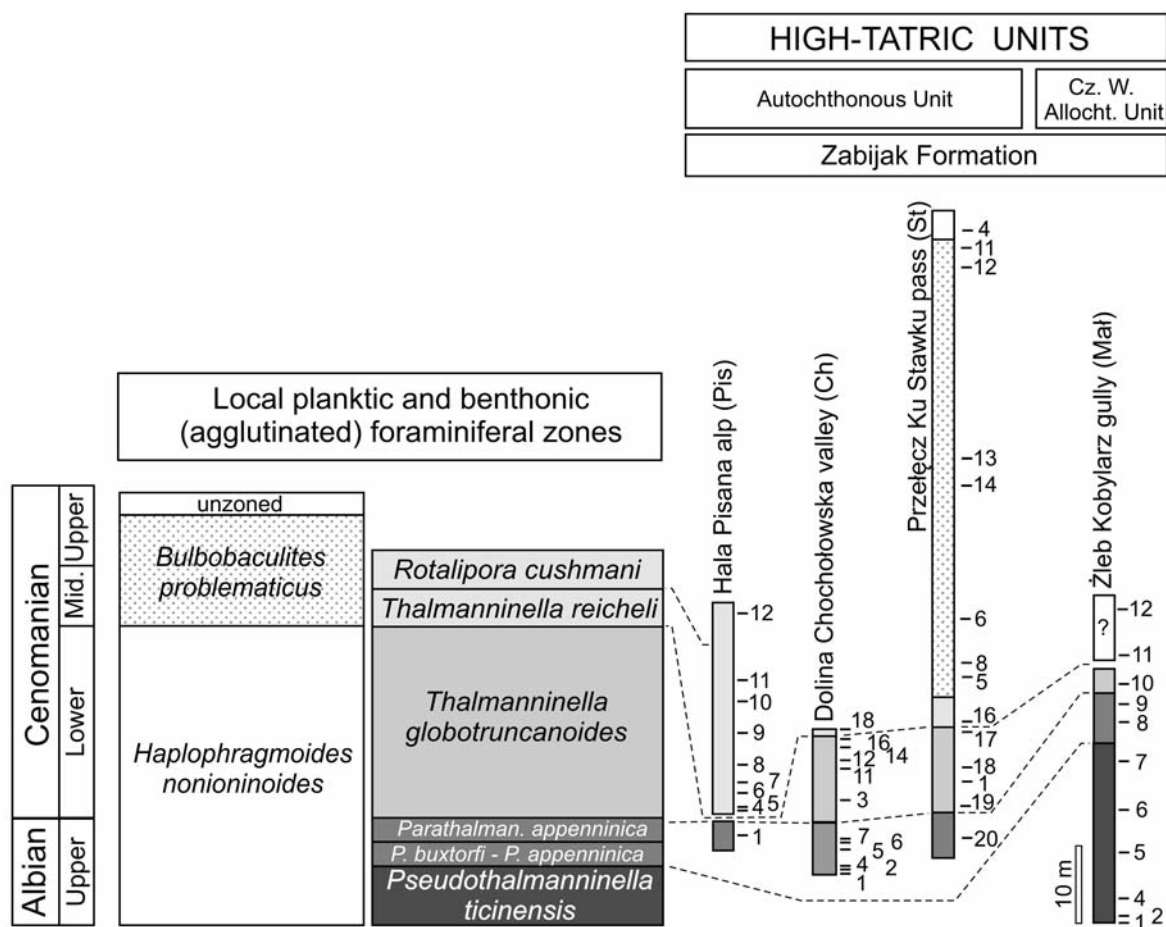 HIGH-TATRIC UNITS
Autochthonous Unit
Cz. W.
Allocht. Unit
Zabijak Formation
Local planktic and benthonic
(agglutinated) foraminiferal zones
Cenomanian
Albian
Upper
Mid.
Lower
Upper
unzoned
Bulbobaculites
problematicus
Haplophragmoides
nonioninoides
Rotalipora cushmani
Thalmanninella reicheli
Thalmanninella
globotruncanoides
Parathalman. appenninica
P. buxtorfi - P. appenninica
Pseudothalmanninella
ticinensis
Hala Pisana alp (Pis)
12
11
10
9
8
7
6
5
4
1
Dolina Chochołowska valley (Ch)
18
16
14
12
11
3
7
6
5
4
2
1
Przełęcz Ku Stawku pass (St)
4
11
12
13
14
6
8
5
16
17
18
1
19
20
Żleb Kobylarz gully (Mał)
?
12
11
10
9
8
7
6
5
4
2
1
10 m